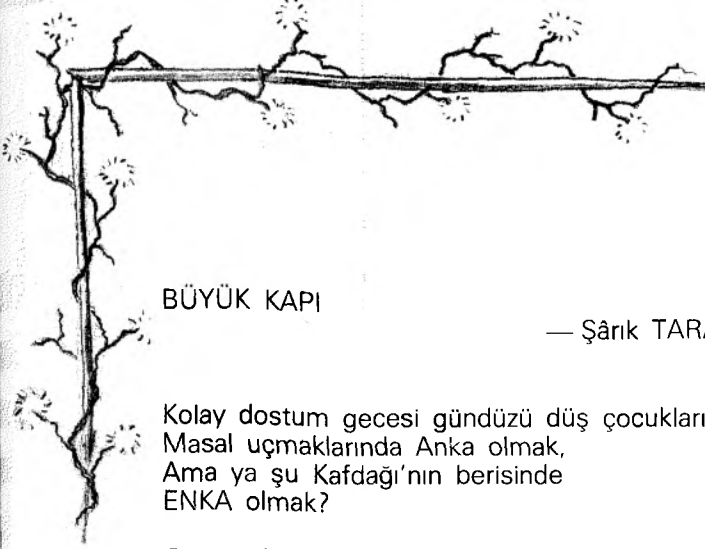 BÜYÜK KAPI
— Şârık
Kolay dostum gecesi gündüzü düş çocukları
Masal uçmaklarında Anka olmak,
Ama ya şu Kafdağı'nın berisinde
ENKA olmak?